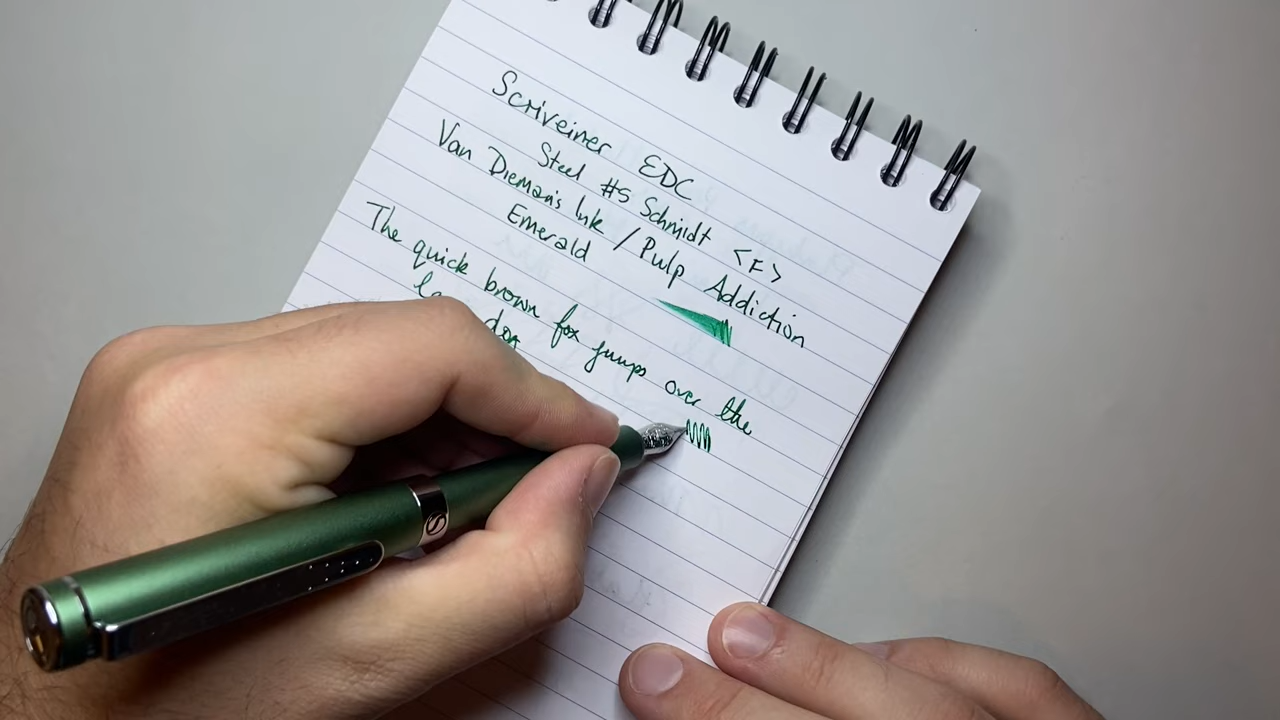 Scriveiner EDC
Steel #5 Schmidt <F>
Van Dieman's Ink / Pulp Addiction
Emerald
The quick brown fox jumps over the
dog